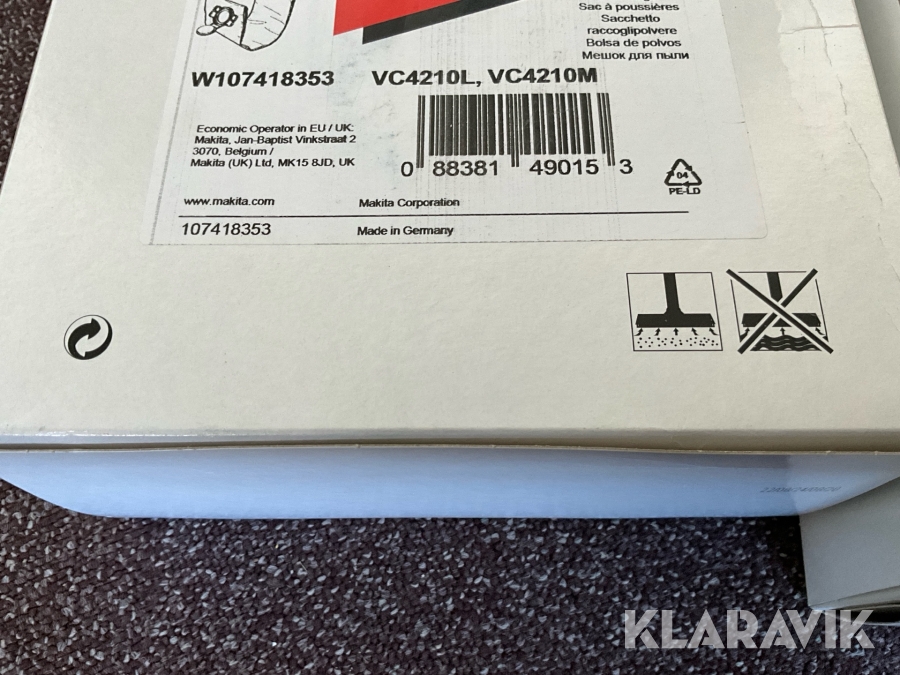 Sac à poussières
Sacchetto
raccoglipolvere
Bolsa de polvos
Мешок для пыли
W107418353 VC4210L, VC4210M
Economic Operator in EU / UK:
Makita, Jan-Baptist Vinkstraat 2
3070, Belgium /
Makita (UK) Ltd, MK15 8JD, UK
0 88381 49015 3
04
PE-LD
www.makita.com Makita Corporation
107418353 Made in Germany
KLARAVIK